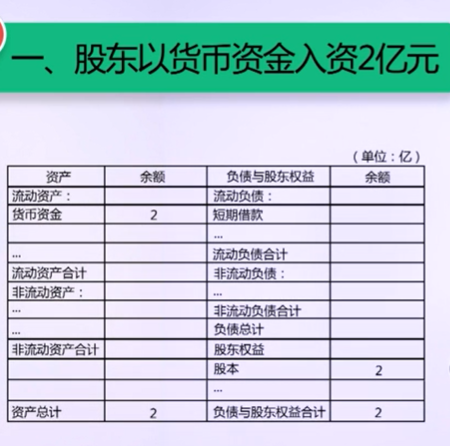 一、股东以货币资金入资2亿元
（单位:亿）
资产 余额 负债与股东权益 余额
流动资产: 流动负债:
货币资金 2 短期借款
...
... 流动负债合计
流动资产合计 非流动负债:
非流动资产: ...
... 非流动负债合计
... 负债总计
非流动资产合计 股东权益
股本 2
...
资产总计 2 负债与股东权益合计 2